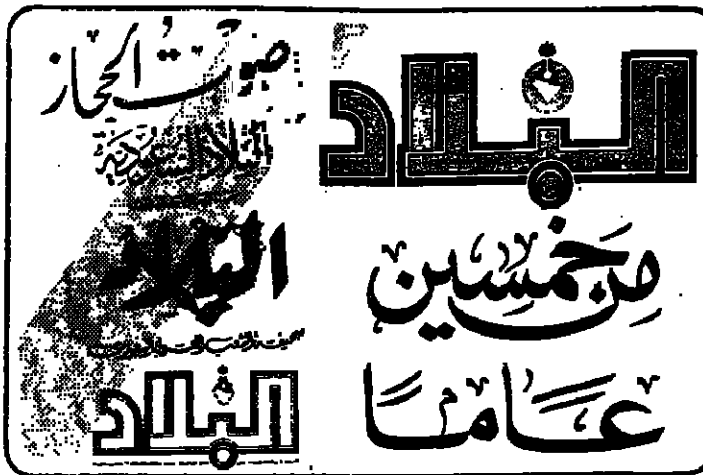 البلاد
من خمسين
عاماً
صوت الحجاز
البلاد السعودية
البلاد
البلاد